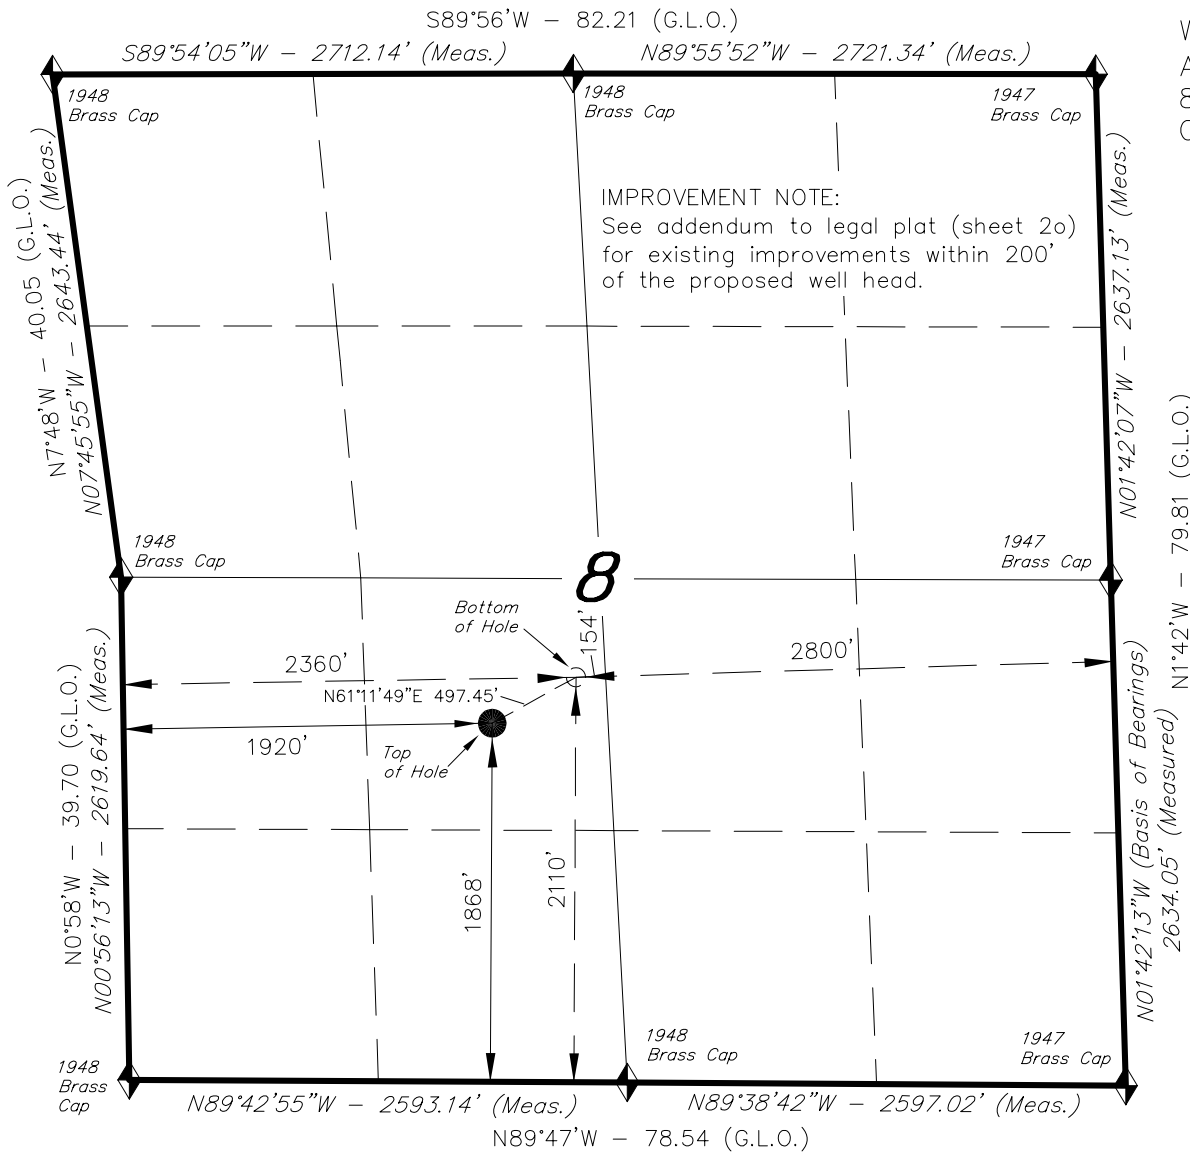 S89°56'W – 82.21 (G.L.O.)
S89°54'05"W – 2712.14' (Meas.)
N89°55'52"W – 2721.34' (Meas.)
1948
Brass Cap
1948
Brass Cap
1947
Brass Cap
W
A
8
N7°48'W – 40.05 (G.L.O.)
N07°45'55"W – 2643.44' (Meas.)
IMPROVEMENT NOTE:
See addendum to legal plat (sheet 2o)
for existing improvements within 200'
of the proposed well head.
N01°42'07"W – 2637.13' (Meas.)
N1°42'W – 79.81 (G.L.O.)
1948
Brass Cap
8
1947
Brass Cap
Bottom
of Hole
154'
2360'
2800'
N61°11'49"E 497.45'
1920'
Top
of Hole
1868'
2110'
N0°58'W – 39.70 (G.L.O.)
N00°56'13"W – 2619.64' (Meas.)
N01°42'13"W (Basis of Bearings)
2634.05' (Measured)
1948
Brass
Cap
1948
Brass Cap
1947
Brass Cap
N89°42'55"W – 2593.14' (Meas.)
N89°38'42"W – 2597.02' (Meas.)
N89°47'W – 78.54 (G.L.O.)